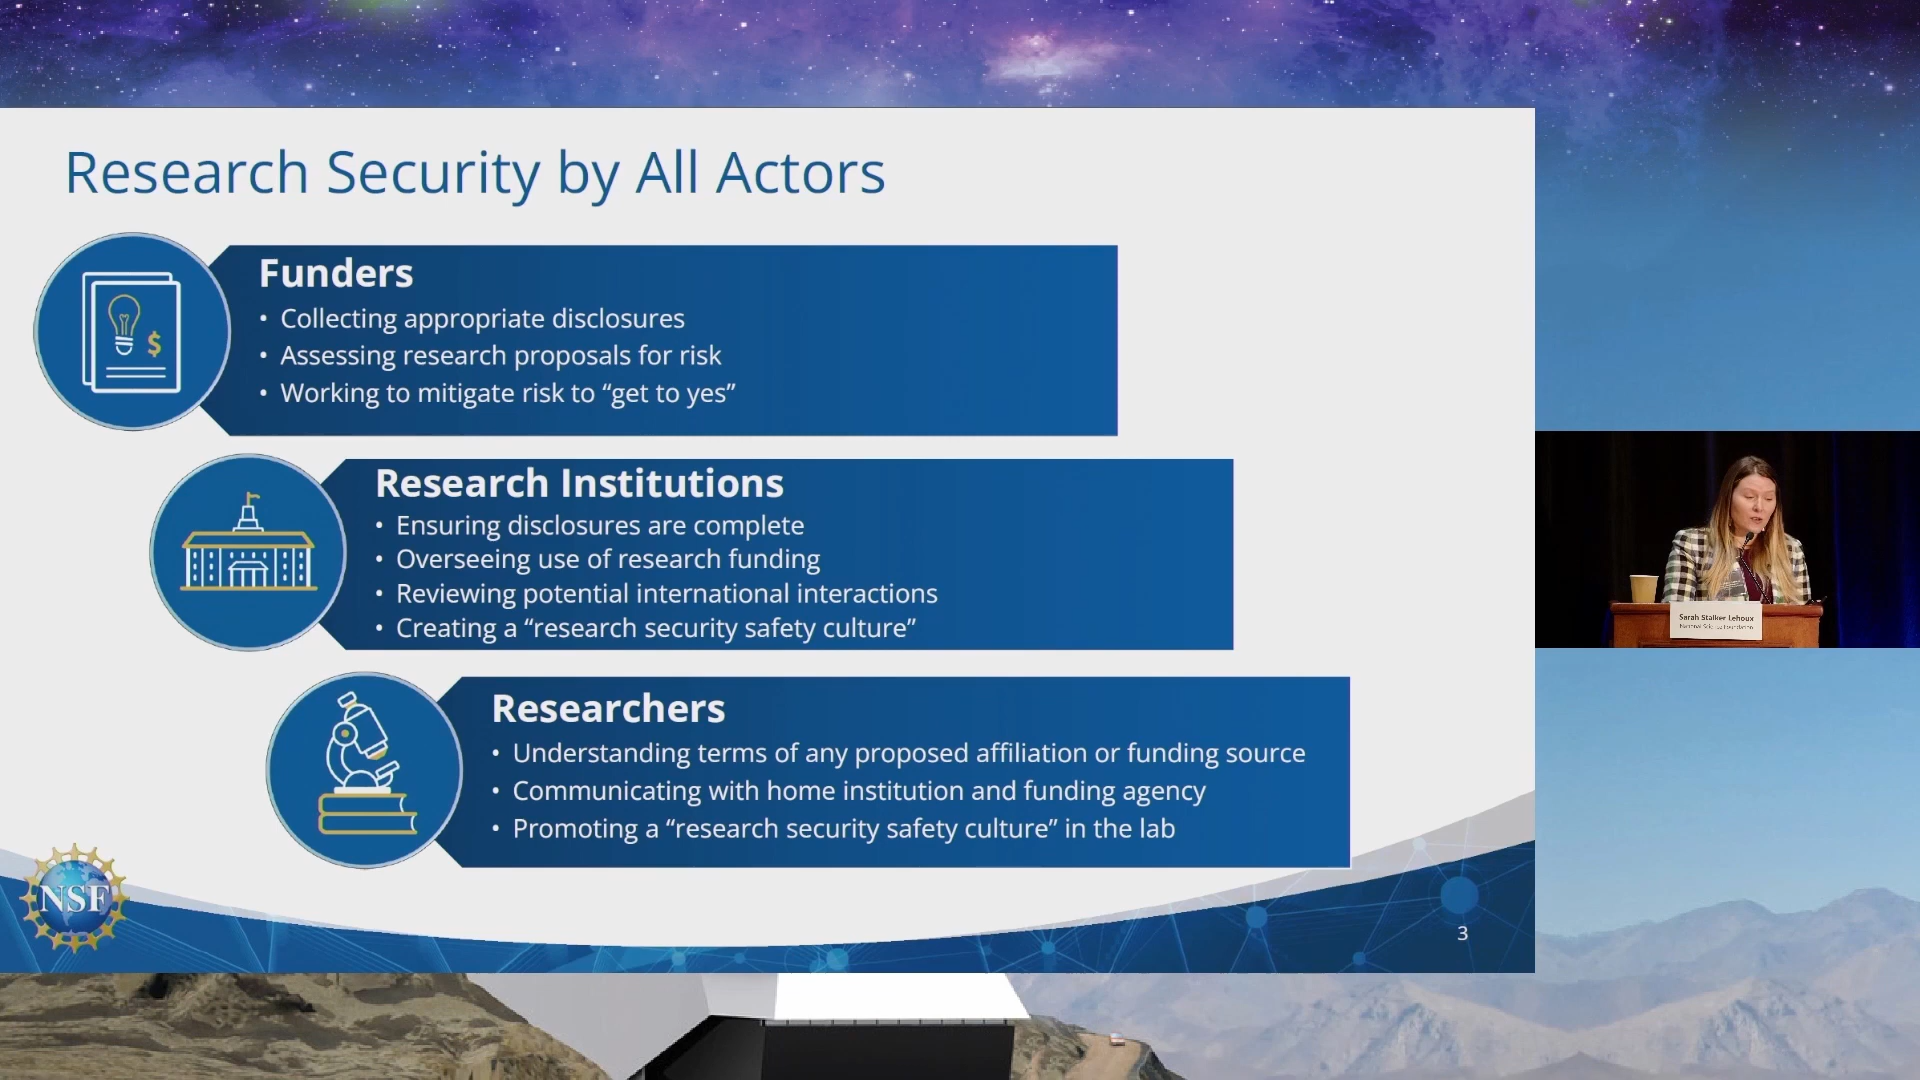 Research Security by All Actors
Funders
• Collecting appropriate disclosures
• Assessing research proposals for risk
• Working to mitigate risk to “get to yes”
Research Institutions
• Ensuring disclosures are complete
• Overseeing use of research funding
• Reviewing potential international interactions
• Creating a “research security safety culture”
Researchers
• Understanding terms of any proposed affiliation or funding source
• Communicating with home institution and funding agency
• Promoting a “research security safety culture” in the lab
$
NSF
3
Sarah Stalker Lehoux
National Science Foundation